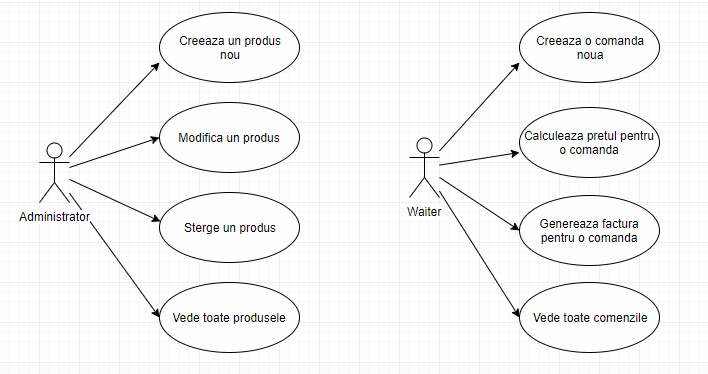 Creeaza un produs
nou
Modifica un produs
Administrator
Sterge un produs
Vede toate produsele
Creeaza o comanda
noua
Calculeaza pretul pentru
o comanda
Waiter
Genereaza factura
pentru o comanda
Vede toate comenzile